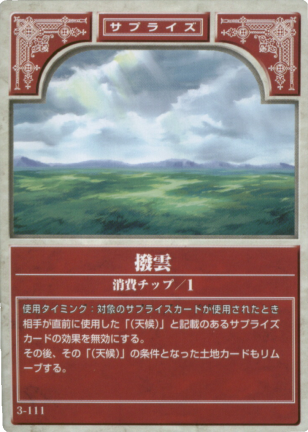 サプライズ
撥雲
消費チップ/1
使用タイミング：対象のサプライズカードが使用されたとき
相手が直前に使用した「(天候)」と記載のあるサプライズ
カードの効果を無効にする。
その後、その「(天候)」の条件となった土地カードもリム
ーブする。
3-111